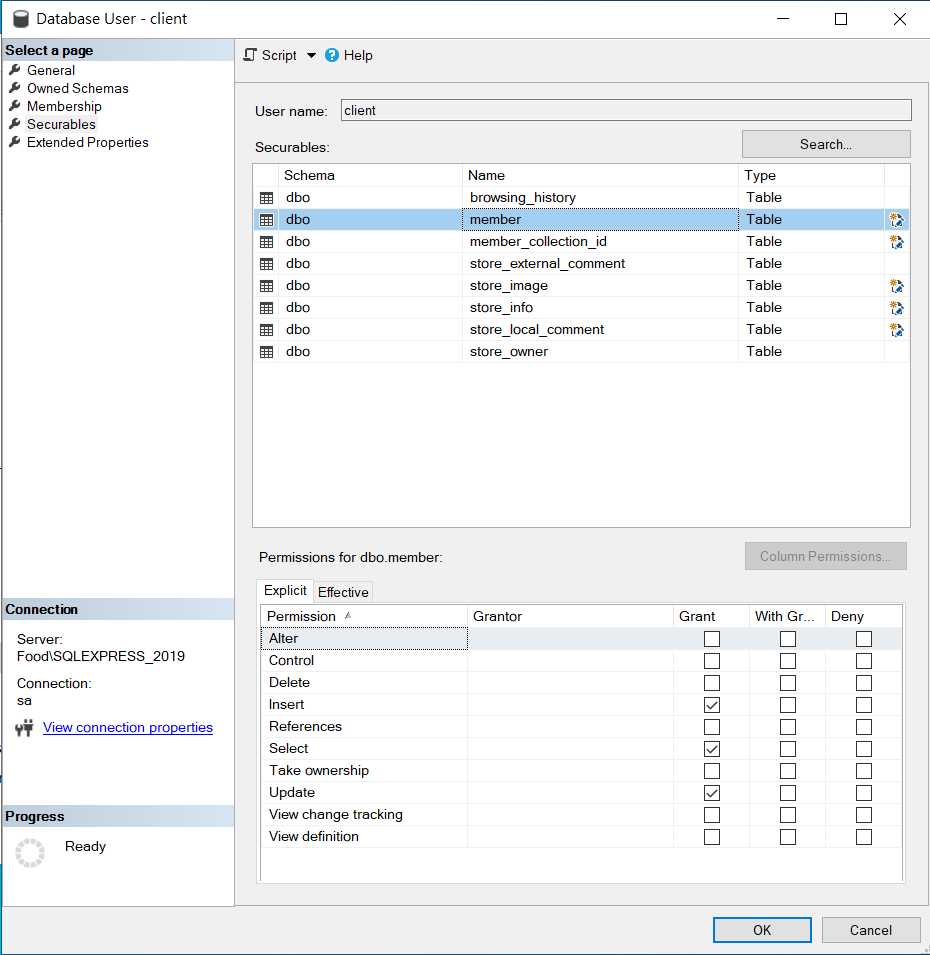 Database User - client
Select a page
General
Owned Schemas
Membership
Securables
Extended Properties
Script Help
User name: client
Securables: Search...
Schema Name Type
dbo browsing_history Table
dbo member Table
dbo member_collection_id Table
dbo store_external_comment Table
dbo store_image Table
dbo store_info Table
dbo store_local_comment Table
dbo store_owner Table
Permissions for dbo.member: Column Permissions...
Explicit Effective
Permission Grantor Grant With Gr... Deny
Alter
Control
Delete
Insert
References
Select
Take ownership
Update
View change tracking
View definition
Connection
Server:
Food\SQLEXPRESS_2019
Connection:
sa
View connection properties
Progress
Ready
OK Cancel